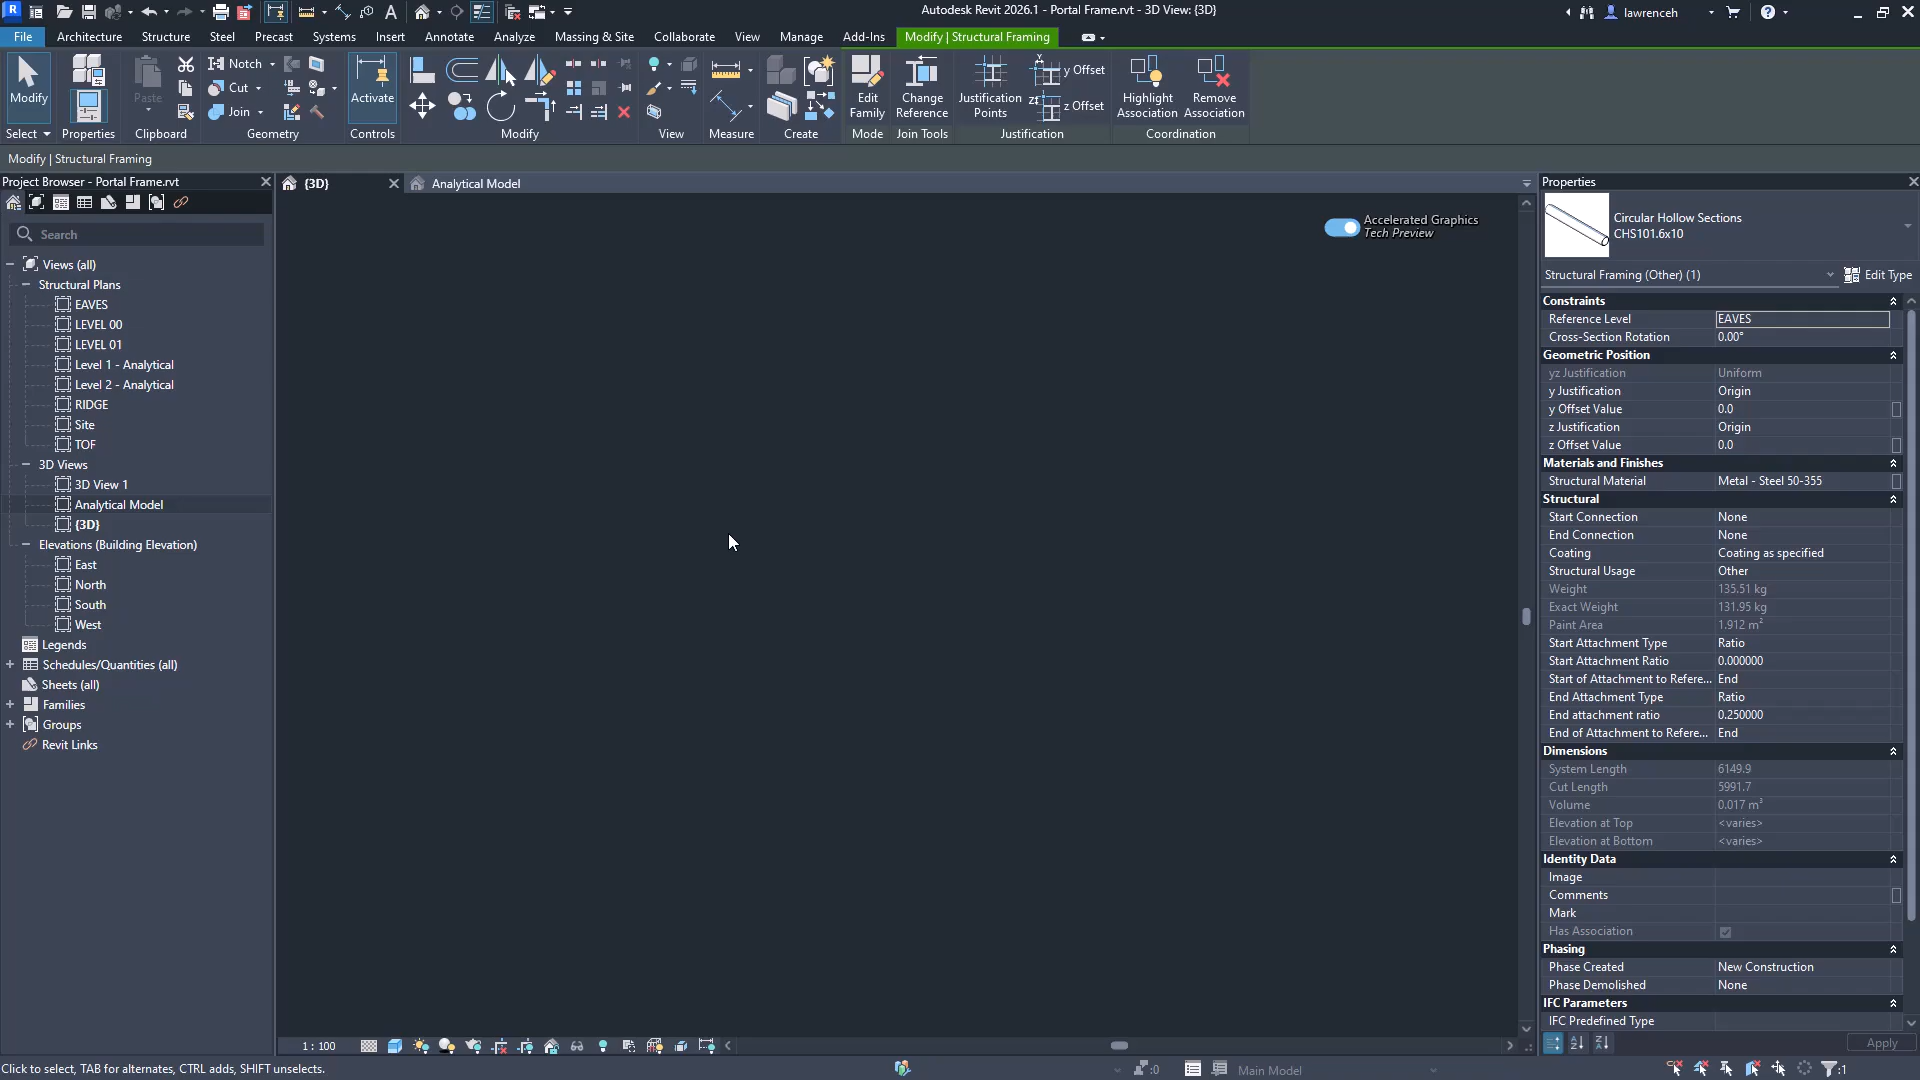 Autodesk Revit 2026.1 - Portal Frame.rvt - 3D View: {3D}
lawrenceh
File
Architecture
Structure
Steel
Precast
Systems
Insert
Annotate
Analyze
Massing & Site
Collaborate
View
Manage
Add-Ins
Modify | Structural Framing
Modify
Select
Properties
Paste
Clipboard
Notch
Cut
Join
Geometry
Activate
Controls
Modify
View
Measure
Create
Edit
Family
Mode
Change
Reference
Join Tools
Justification
Points
y Offset
z Offset
Justification
Highlight
Association
Remove
Association
Coordination
Modify | Structural Framing
Project Browser - Portal Frame.rvt
Search
Views (all)
Structural Plans
EAVES
LEVEL 00
LEVEL 01
Level 1 - Analytical
Level 2 - Analytical
RIDGE
Site
TOF
3D Views
3D View 1
Analytical Model
{3D}
Elevations (Building Elevation)
East
North
South
West
Legends
Schedules/Quantities (all)
Sheets (all)
Families
Groups
Revit Links
{3D}
Analytical Model
Accelerated Graphics
Tech Preview
Properties
Circular Hollow Sections
CHS101.6x10
Structural Framing (Other) (1)
Edit Type
Constraints
Reference Level EAVES
Cross-Section Rotation 0.00°
Geometric Position
yz Justification Uniform
y Justification Origin
y Offset Value 0.0
z Justification Origin
z Offset Value 0.0
Materials and Finishes
Structural Material Metal - Steel 50-355
Structural
Start Connection None
End Connection None
Coating Coating as specified
Structural Usage Other
Weight 135.51 kg
Exact Weight 131.95 kg
Paint Area 1.912 m²
Start Attachment Type Ratio
Start Attachment Ratio 0.000000
Start of Attachment to Refere... End
End Attachment Type Ratio
End attachment ratio 0.250000
End of Attachment to Refere... End
Dimensions
System Length 6149.9
Cut Length 5991.7
Volume 0.017 m³
Elevation at Top <varies>
Elevation at Bottom <varies>
Identity Data
Image
Comments
Mark
Has Association
Phasing
Phase Created New Construction
Phase Demolished None
IFC Parameters
IFC Predefined Type
Apply
1 : 100
Click to select, TAB for alternates, CTRL adds, SHIFT unselects.
:0
Main Model
:1